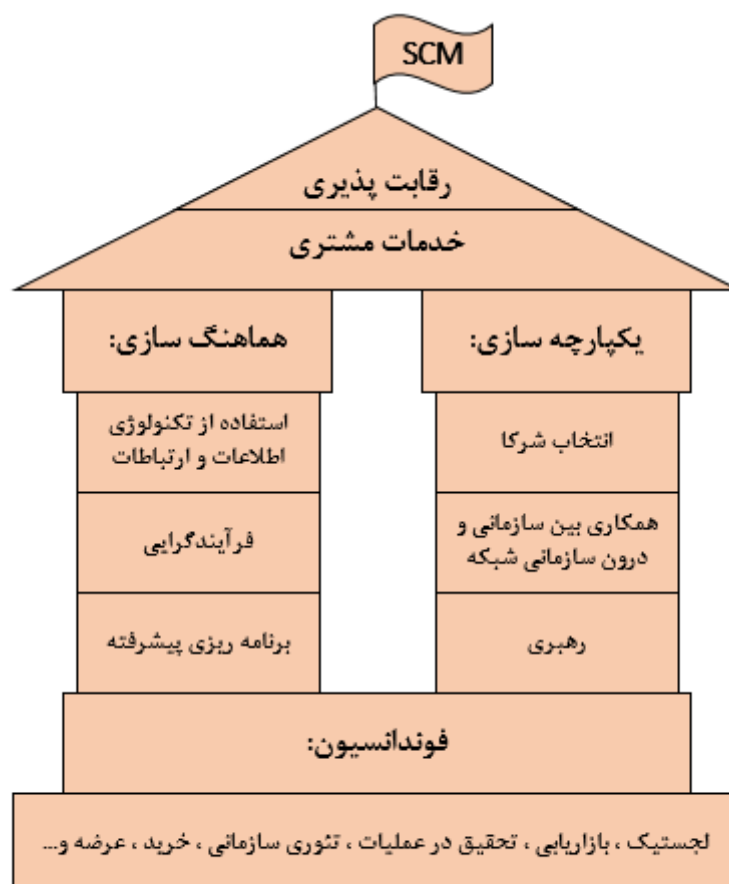 SCM
رقابت پذیری
خدمات مشتری
یکپارچه سازی:
انتخاب شرکا
همکاری بین سازمانی و
درون سازمانی شبکه
رهبری
هماهنگ سازی:
استفاده از تکنولوژی
اطلاعات و ارتباطات
فرآیندگرایی
برنامه ریزی پیشرفته
فوندانسیون:
لجستیک ، بازاریابی ، تحقیق در عملیات ، تئوری سازمانی ، خرید ، عرضه و...